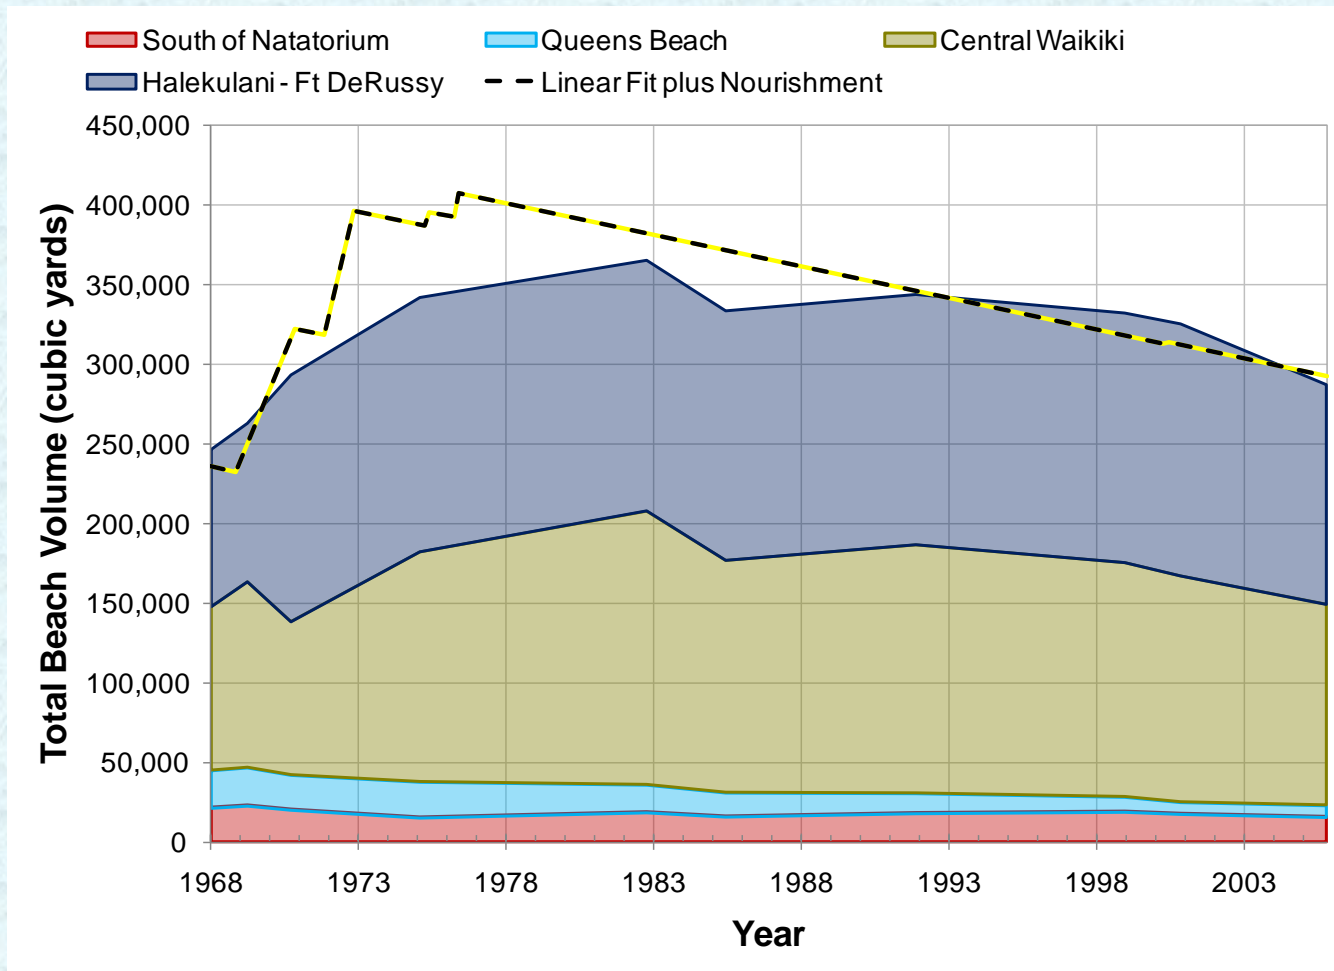 South of Natatorium Queens Beach Central Waikiki
Halekulani - Ft DeRussy Linear Fit plus Nourishment
450,000
400,000
350,000
300,000
250,000
200,000
150,000
100,000
50,000
0
Total Beach Volume (cubic yards)
1968 1973 1978 1983 1988 1993 1998 2003
Year